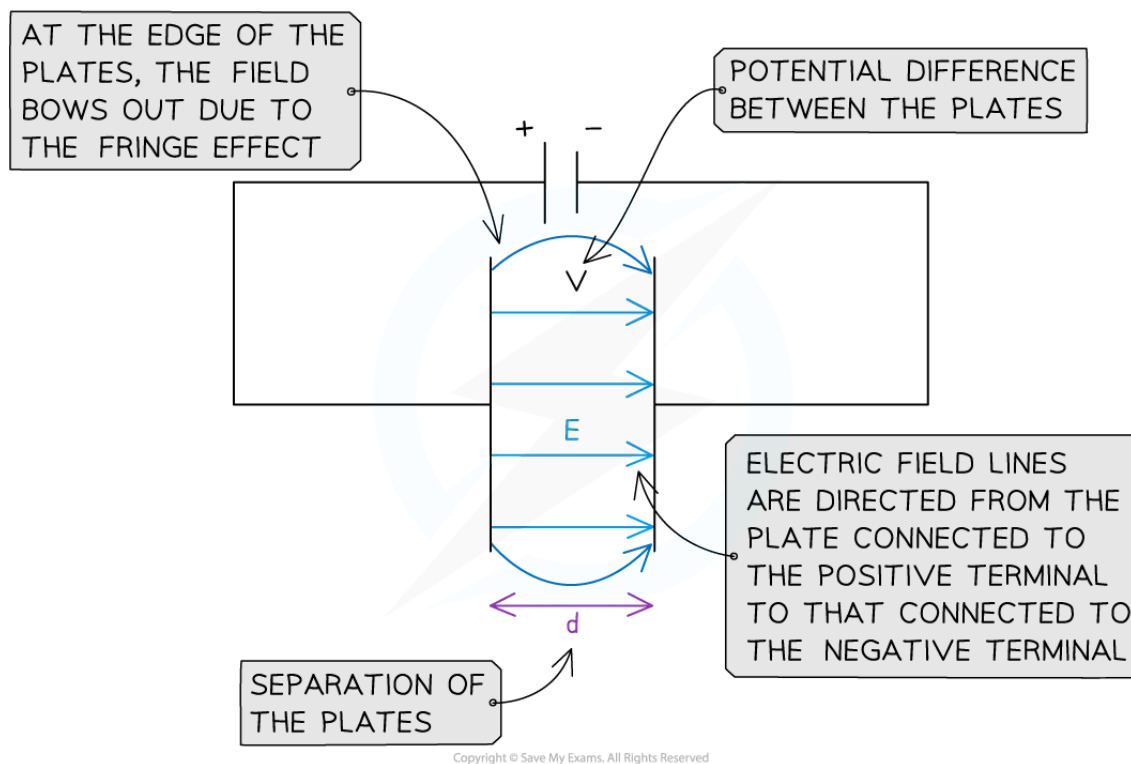 AT THE EDGE OF THE
PLATES, THE FIELD
BOWS OUT DUE TO
THE FRINGE EFFECT
POTENTIAL DIFFERENCE
BETWEEN THE PLATES
+ -
V
E
ELECTRIC FIELD LINES
ARE DIRECTED FROM THE
PLATE CONNECTED TO
THE POSITIVE TERMINAL
TO THAT CONNECTED TO
THE NEGATIVE TERMINAL
d
SEPARATION OF
THE PLATES
Copyright © Save My Exams. All Rights Reserved